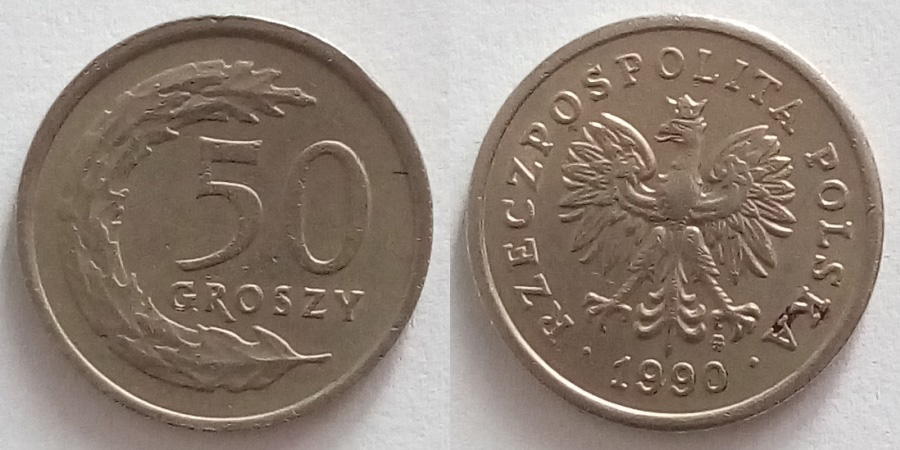 50
GROSZY
RZECZPOSPOLITA POLSKA
· 1990 ·